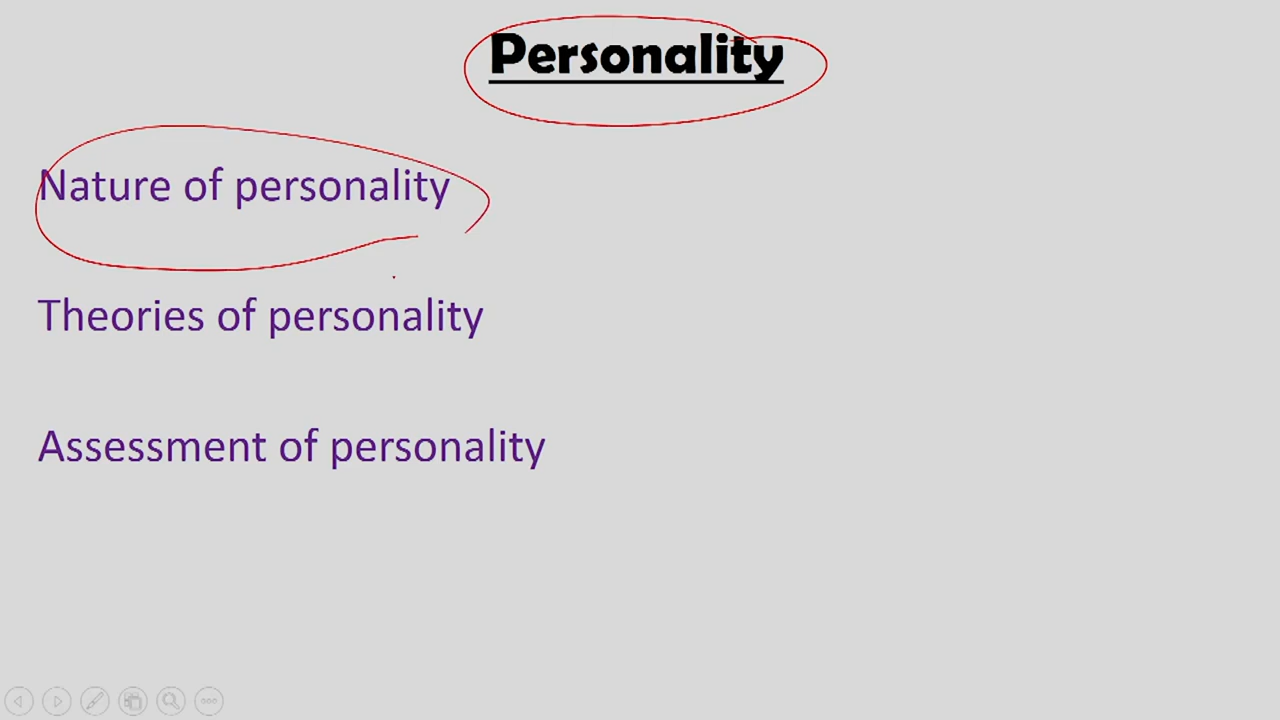 Personality
Nature of personality
Theories of personality
Assessment of personality